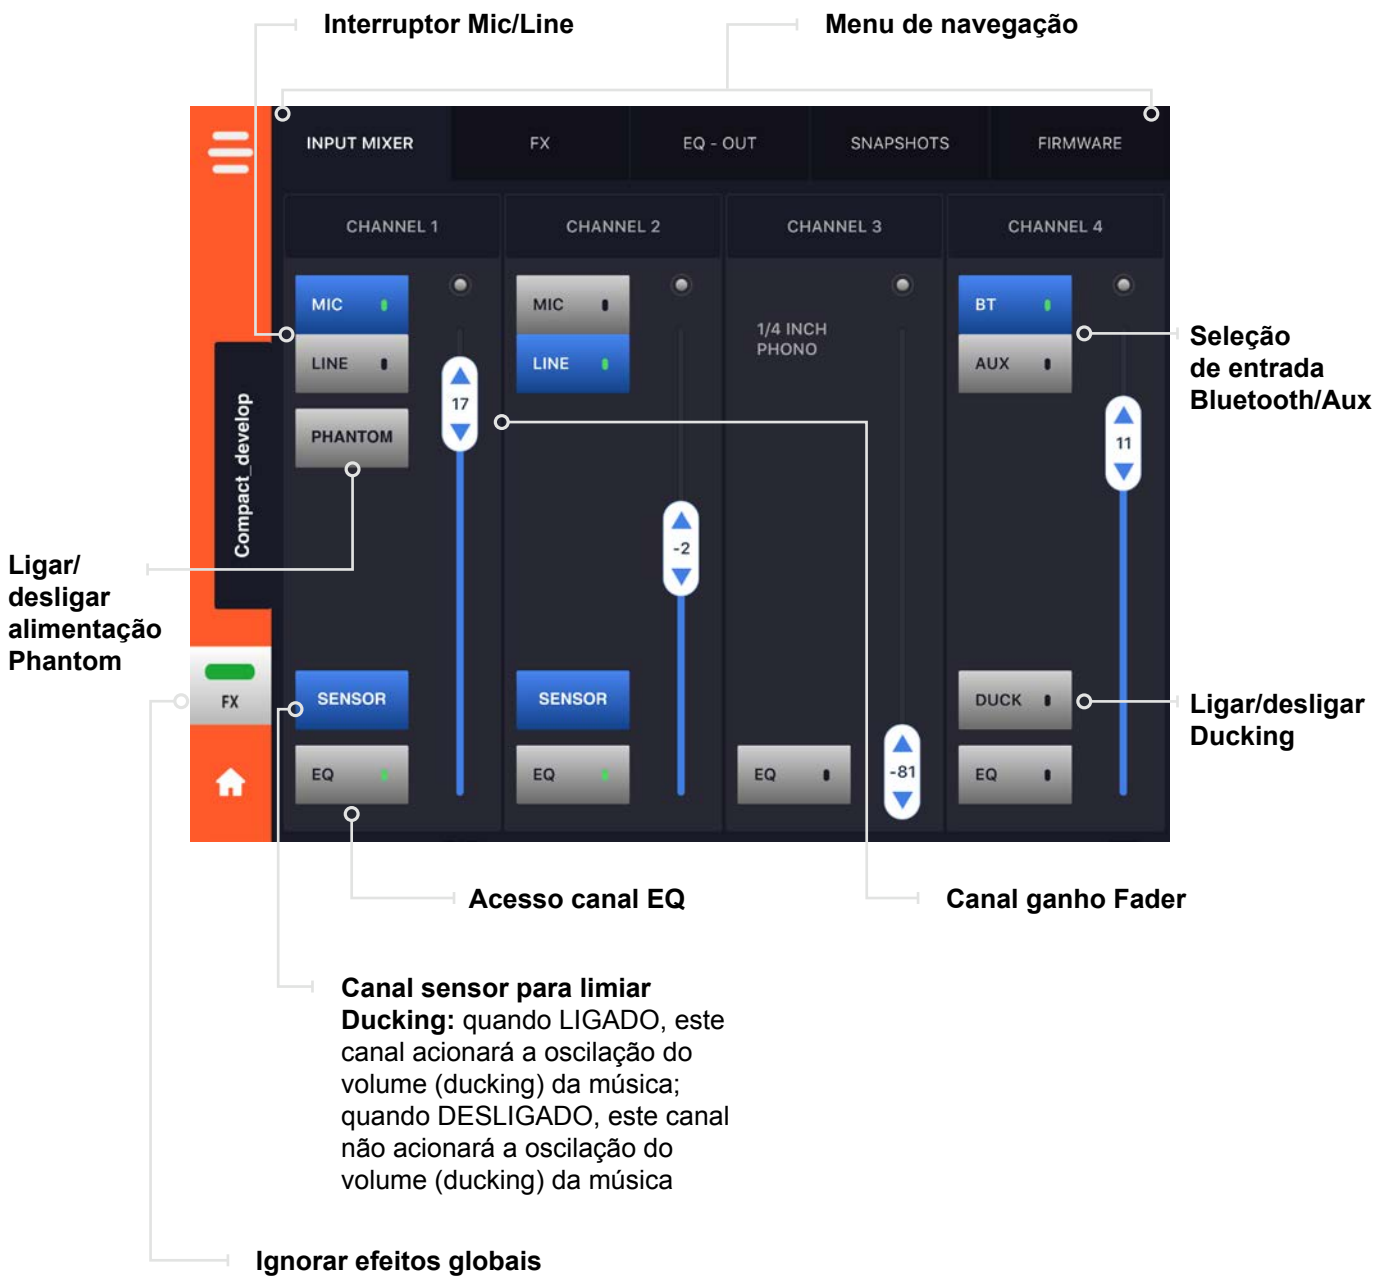 Interruptor Mic/Line
Menu de navegação
INPUT MIXER
FX
EQ - OUT
SNAPSHOTS
FIRMWARE
CHANNEL 1
CHANNEL 2
CHANNEL 3
CHANNEL 4
MIC
LINE
PHANTOM
17
SENSOR
EQ
MIC
LINE
-2
SENSOR
EQ
1/4 INCH
PHONO
EQ
-81
BT
AUX
11
DUCK
EQ
Compact_develop
FX
Seleção
de entrada
Bluetooth/Aux
Ligar/
desligar
alimentação
Phantom
Ligar/desligar
Ducking
Acesso canal EQ
Canal ganho Fader
Canal sensor para limiar
Ducking: quando LIGADO, este
canal acionará a oscilação do
volume (ducking) da música;
quando DESLIGADO, este canal
não acionará a oscilação do
volume (ducking) da música
Ignorar efeitos globais